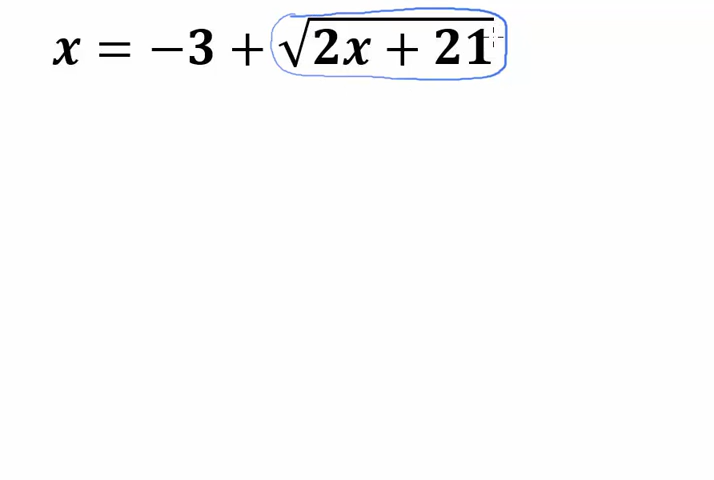 x = −3 + √2x + 21